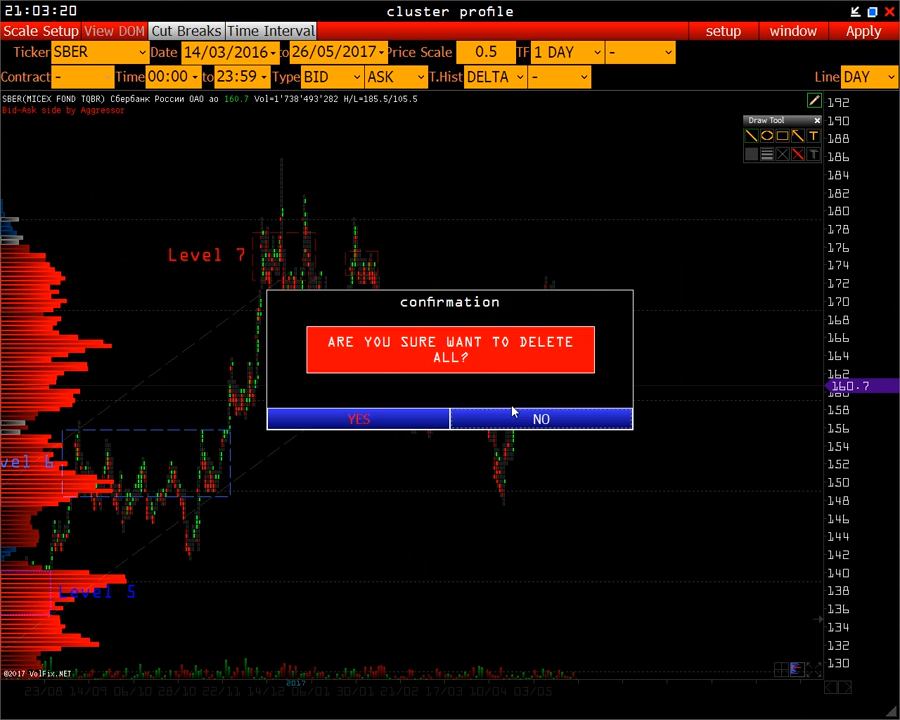 21:03:20 cluster profile
Scale Setup View DOM Cut Breaks Time Interval setup window Apply
Ticker SBER Date 14/03/2016 to 26/05/2017 Price Scale 0.5 TF 1 DAY -
Contract - Time 00:00 to 23:59 Type BID ASK T.Hist DELTA - Line DAY
SBER(MICEX FOND TQBR) Сбербанк России ОАО ао 160.7 Vol=1'738'493'282 H/L=185.5/105.5
Bid-Ask side by Aggressor
192
190
Draw Tool
188
T
186
T
184
182
180
178
Level 7
176
174
172
170
confirmation
168
ARE YOU SURE WANT TO DELETE
ALL?
166
164
162
160.7
160
158
YES NO
156
154
vel 6
152
150
148
146
144
142
140
Level 5
138
136
134
132
130
©2017 VolFix.NET
2017
23/08 14/09 06/10 28/10 22/11 14/12 06/01 30/01 21/02 17/03 10/04 03/05